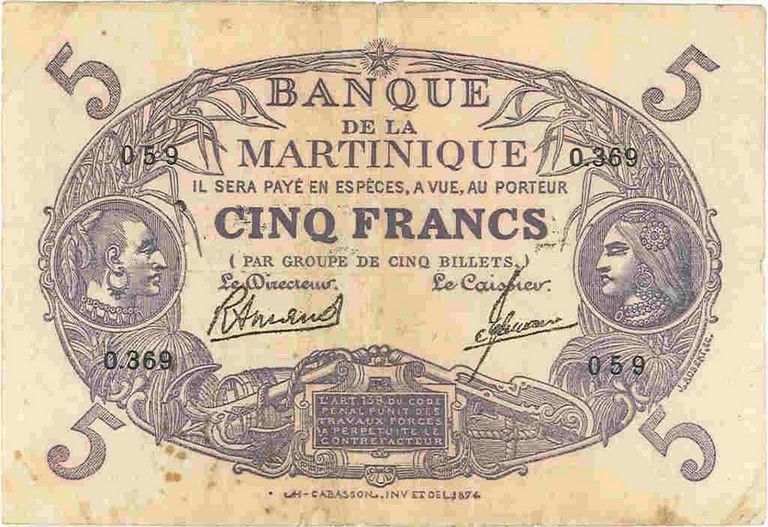 5 5
BANQUE
DE LA
059 MARTINIQUE 0.369
IL SERA PAYÉ EN ESPÈCES, A VUE, AU PORTEUR
CINQ FRANCS
(PAR GROUPE DE CINQ BILLETS.)
Le Directeur. Le Caissier.
0.369 059
L'ART. 138 DU CODE
PENAL PUNIT DES
TRAVAUX FORCES
A PERPETUITE LE
CONTREFACTEUR
5 5
H-CABASSON, INV ET DEL 1874